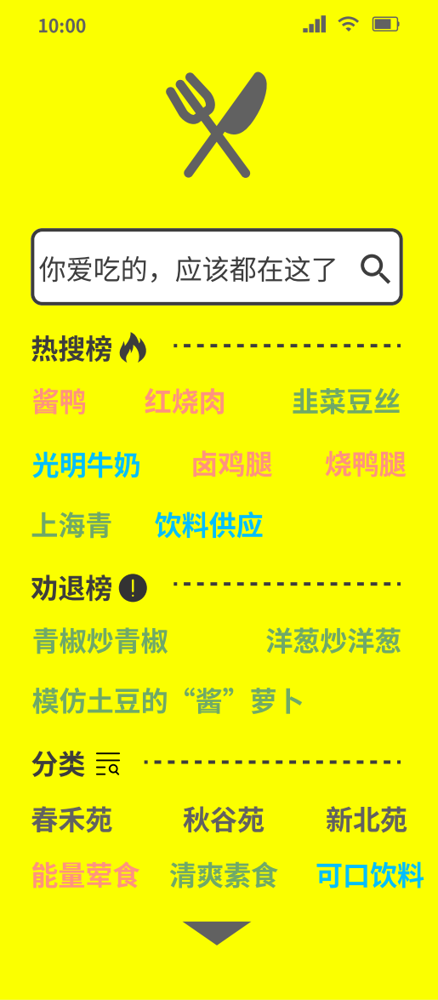 10:00
你爱吃的，应该都在这了
热搜榜
酱鸭 红烧肉 韭菜豆丝
光明牛奶 卤鸡腿 烧鸭腿
上海青 饮料供应
劝退榜
青椒炒青椒 洋葱炒洋葱
模仿土豆的“酱”萝卜
分类
春禾苑 秋谷苑 新北苑
能量荤食 清爽素食 可口饮料